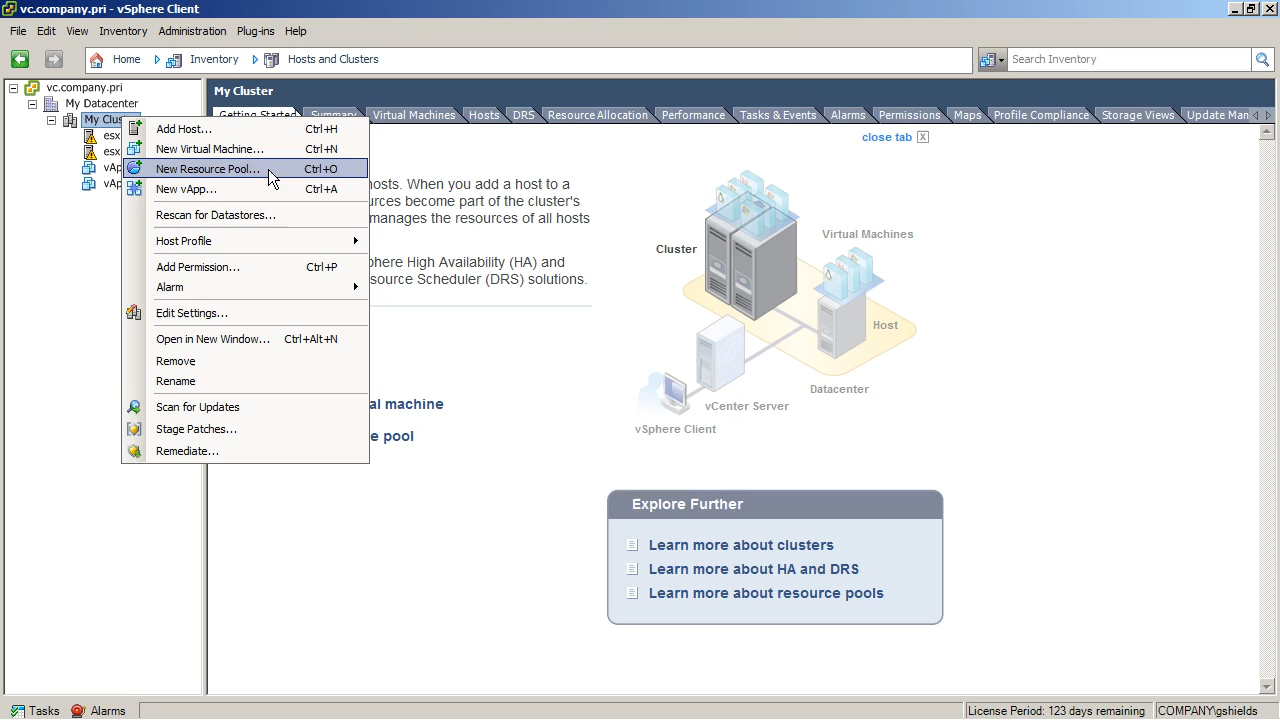 vc.company.pri - vSphere Client
File Edit View Inventory Administration Plug-ins Help
Home Inventory Hosts and Clusters Search Inventory
vc.company.pri
My Datacenter
My Clus
esx
esx
vAp
vAp
My Cluster
Getting Started Summary Virtual Machines Hosts DRS Resource Allocation Performance Tasks & Events Alarms Permissions Maps Profile Compliance Storage Views Update Man
close tab X
Add Host... Ctrl+H
New Virtual Machine... Ctrl+N
New Resource Pool... Ctrl+O
New vApp... Ctrl+A
Rescan for Datastores...
Host Profile
Add Permission... Ctrl+P
Alarm
Edit Settings...
Open in New Window... Ctrl+Alt+N
Remove
Rename
Scan for Updates
Stage Patches...
Remediate...
hosts. When you add a host to a
urces become part of the cluster's
manages the resources of all hosts
phere High Availability (HA) and
source Scheduler (DRS) solutions.
al machine
e pool
Cluster
Virtual Machines
Host
Datacenter
vCenter Server
vSphere Client
Explore Further
Learn more about clusters
Learn more about HA and DRS
Learn more about resource pools
Tasks Alarms License Period: 123 days remaining COMPANY\gshields